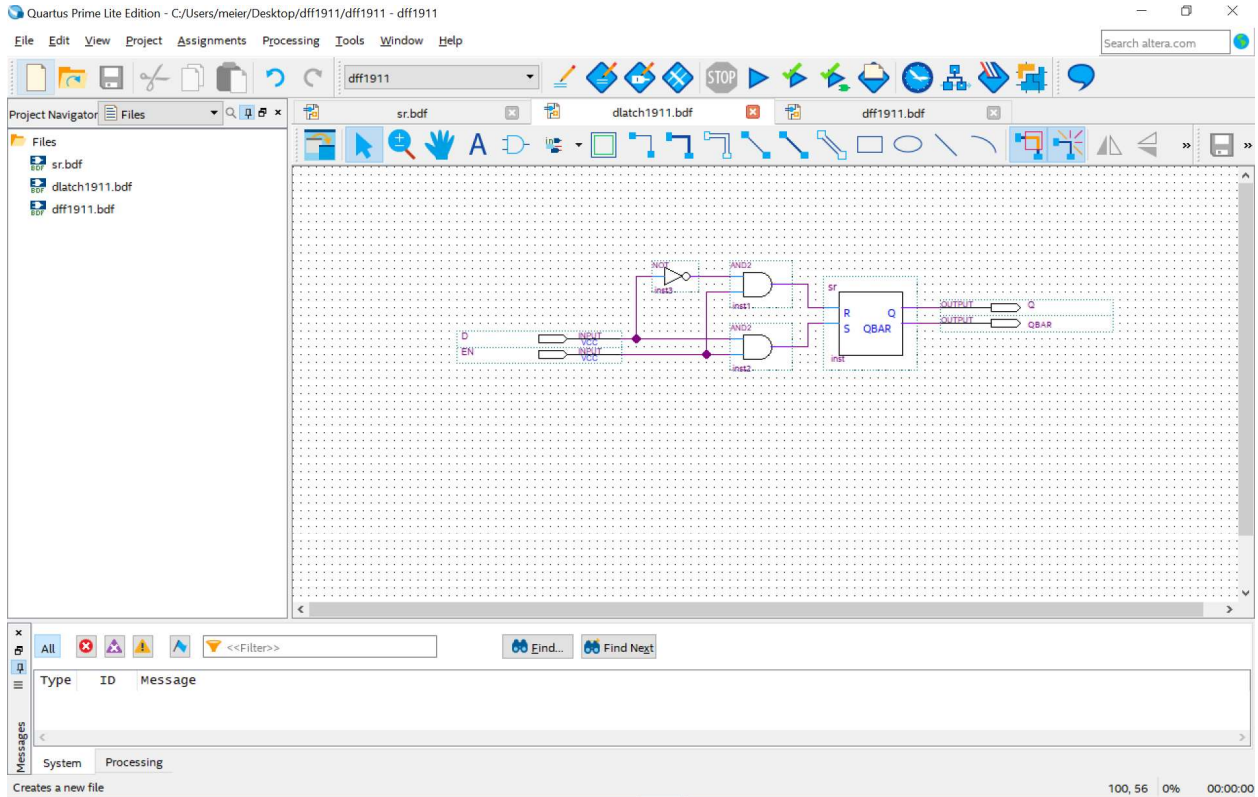 Quartus Prime Lite Edition - C:/Users/meier/Desktop/dff1911/dff1911 - dff1911
File Edit View Project Assignments Processing Tools Window Help
Search altera.com
STOP
dff1911
Project Navigator Files
sr.bdf dlatch1911.bdf dff1911.bdf
A
Files
BDF sr.bdf
BDF dlatch1911.bdf
BDF dff1911.bdf
NOT AND2
inst3
inst1
sr
R Q
S QBAR
inst
OUTPUT Q
OUTPUT QBAR
AND2
inst2
D INPUT
VCC
EN INPUT
VCC
All <<Filter>> Find... Find Next
Type ID Message
Messages
System Processing
Creates a new file 100, 56 0% 00:00:00